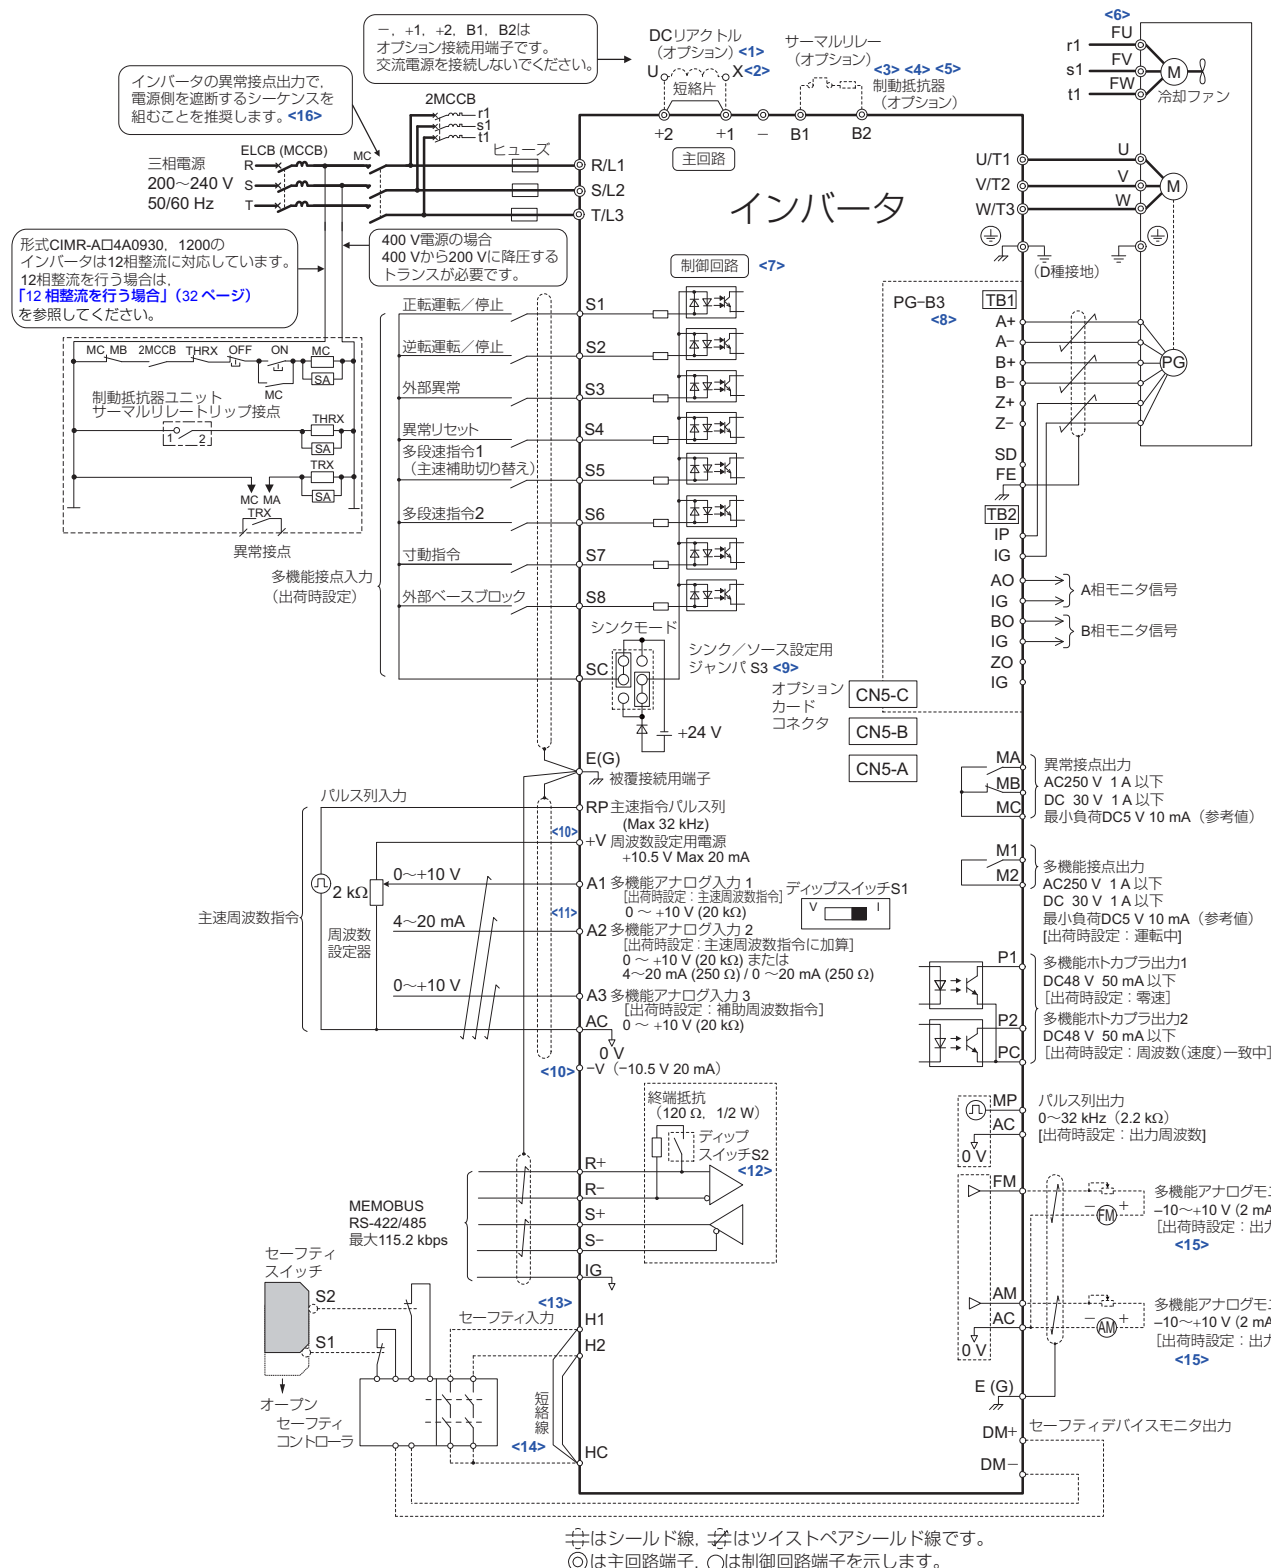 －，+1，+2，B1，B2は
オプション接続用端子です。
交流電源を接続しないでください。
DCリアクトル
（オプション）<1>
U X <2>
短絡片
サーマルリレー
（オプション）
<3> <4> <5>
制動抵抗器
（オプション）
<6>
FU
r1
FV
s1
FW
t1
M
冷却ファン
インバータの異常接点出力で，
電源側を遮断するシーケンスを
組むことを推奨します。<16>
2MCCB
r1
s1
t1
+2 +1 － B1 B2
主回路
ELCB (MCCB)
MC
ヒューズ
三相電源
200～240 V
50/60 Hz
R
S
T
R/L1
S/L2
T/L3
インバータ
U/T1
V/T2
W/T3
U
V
W
M
（D種接地）
形式CIMR-A□4A0930，1200の
インバータは12相整流に対応しています。
12相整流を行う場合は，
「12 相整流を行う場合」（32 ページ）
を参照してください。
400 V電源の場合
400 Vから200 Vに降圧する
トランスが必要です。
制御回路 <7>
MC MB 2MCCB THRX OFF ON MC
SA
MC
制動抵抗器ユニット
サーマルリレートリップ接点
1 2
THRX
SA
TRX
SA
MC MA
TRX
異常接点
正転運転／停止 S1
逆転運転／停止 S2
外部異常 S3
異常リセット S4
多段速指令1
（主速補助切り替え） S5
多段速指令2 S6
寸動指令 S7
外部ベースブロック S8
多機能接点入力
（出荷時設定）
シンクモード
SC
シンク／ソース設定用
ジャンパ S3 <9>
+24 V
PG-B3
<8>
TB1
A+
A−
B+
B−
Z+
Z−
SD
FE
PG
TB2
IP
IG
AO
IG
A相モニタ信号
BO
IG
B相モニタ信号
ZO
IG
オプション
カード
コネクタ
CN5-C
CN5-B
CN5-A
E(G)
被覆接続用端子
パルス列入力
RP 主速指令パルス列
(Max 32 kHz)
<10>
+V 周波数設定用電源
+10.5 V Max 20 mA
2 kΩ
0～+10 V
A1 多機能アナログ入力 1
[出荷時設定：主速周波数指令]
0 ～ +10 V (20 kΩ)
ディップスイッチS1
V I
主速周波数指令
周波数
設定器
<11>
4～20 mA
A2 多機能アナログ入力 2
[出荷時設定：主速周波数指令に加算]
0 ～ +10 V (20 kΩ) または
4～20 mA (250 Ω) / 0 ～20 mA (250 Ω)
0～+10 V
A3 多機能アナログ入力 3
[出荷時設定：補助周波数指令]
0 ～ +10 V (20 kΩ)
AC
0 V
<10>
−V（−10.5 V 20 mA）
MA
MB
MC
異常接点出力
AC250 V 1 A 以下
DC 30 V 1 A 以下
最小負荷DC5 V 10 mA（参考値）
M1
M2
多機能接点出力
AC250 V 1 A 以下
DC 30 V 1 A 以下
最小負荷DC5 V 10 mA（参考値）
[出荷時設定：運転中]
P1
多機能ホトカプラ出力1
DC48 V 50 mA 以下
[出荷時設定：零速]
P2
PC
多機能ホトカプラ出力2
DC48 V 50 mA 以下
[出荷時設定：周波数(速度)一致中]
終端抵抗
（120 Ω，1/2 W）
ディップ
スイッチS2
<12>
R+
R−
S+
S−
IG
MEMOBUS
RS-422/485
最大115.2 kbps
MP
AC
0 V
パルス列出力
0～32 kHz（2.2 kΩ）
[出荷時設定：出力周波数]
FM
− FM +
多機能アナログモニ
−10～+10 V (2 mA
[出荷時設定：出力
<15>
AM
AC
0 V
− AM +
多機能アナログモニ
−10～+10 V (2 mA
[出荷時設定：出力
<15>
E (G)
セーフティ
スイッチ
S2
S1
オープン
セーフティ
コントローラ
<13>
セーフティ入力
H1
H2
短絡線
<14>
HC
DM+
セーフティデバイスモニタ出力
DM−
はシールド線，はツイストペアシールド線です。
◎は主回路端子，○は制御回路端子を示します。